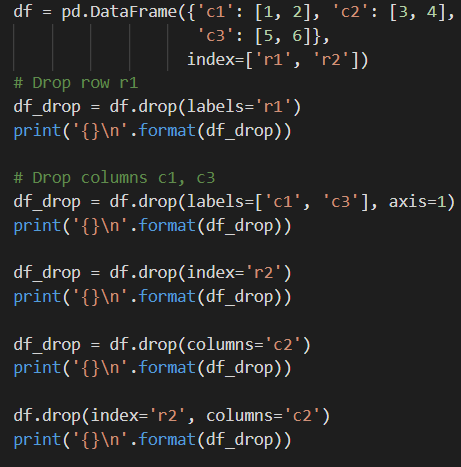 df = pd.DataFrame({'c1': [1, 2], 'c2': [3, 4],
                   'c3': [5, 6]},
                  index=['r1', 'r2'])
# Drop row r1
df_drop = df.drop(labels='r1')
print('{}\n'.format(df_drop))

# Drop columns c1, c3
df_drop = df.drop(labels=['c1', 'c3'], axis=1)
print('{}\n'.format(df_drop))

df_drop = df.drop(index='r2')
print('{}\n'.format(df_drop))

df_drop = df.drop(columns='c2')
print('{}\n'.format(df_drop))

df.drop(index='r2', columns='c2')
print('{}\n'.format(df_drop))